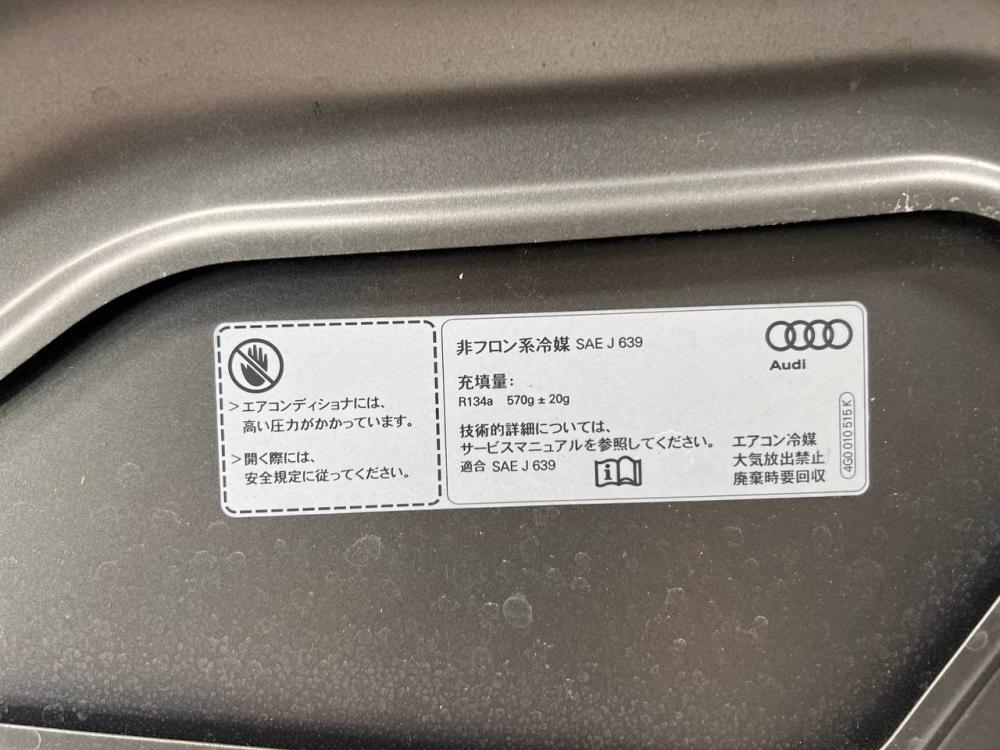 >エアコンディショナには、
高い圧力がかかっています。
>開く際には、
安全規定に従ってください。
非フロン系冷媒 SAE J 639
Audi
充填量:
R134a 570g ± 20g
技術的詳細については、
サービスマニュアルを参照してください。
適合 SAE J 639
エアコン冷媒
大気放出禁止
廃棄時要回収
4G0 010 515 K